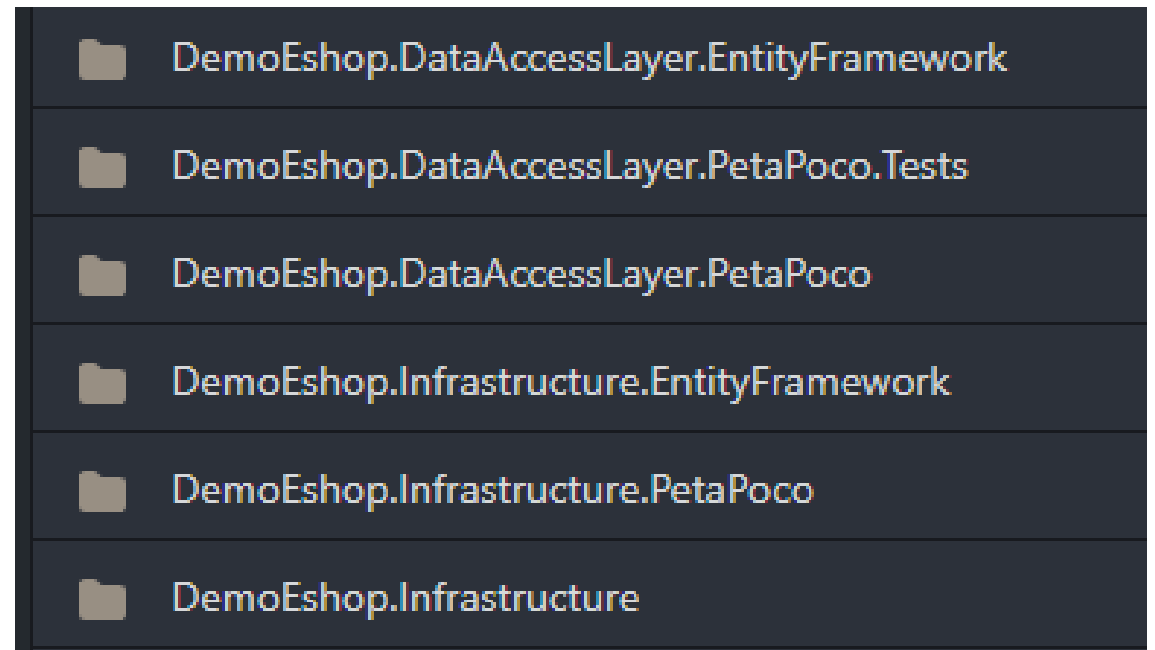 DemoEshop.DataAccessLayer.EntityFramework
DemoEshop.DataAccessLayer.PetaPoco.Tests
DemoEshop.DataAccessLayer.PetaPoco
DemoEshop.Infrastructure.EntityFramework
DemoEshop.Infrastructure.PetaPoco
DemoEshop.Infrastructure